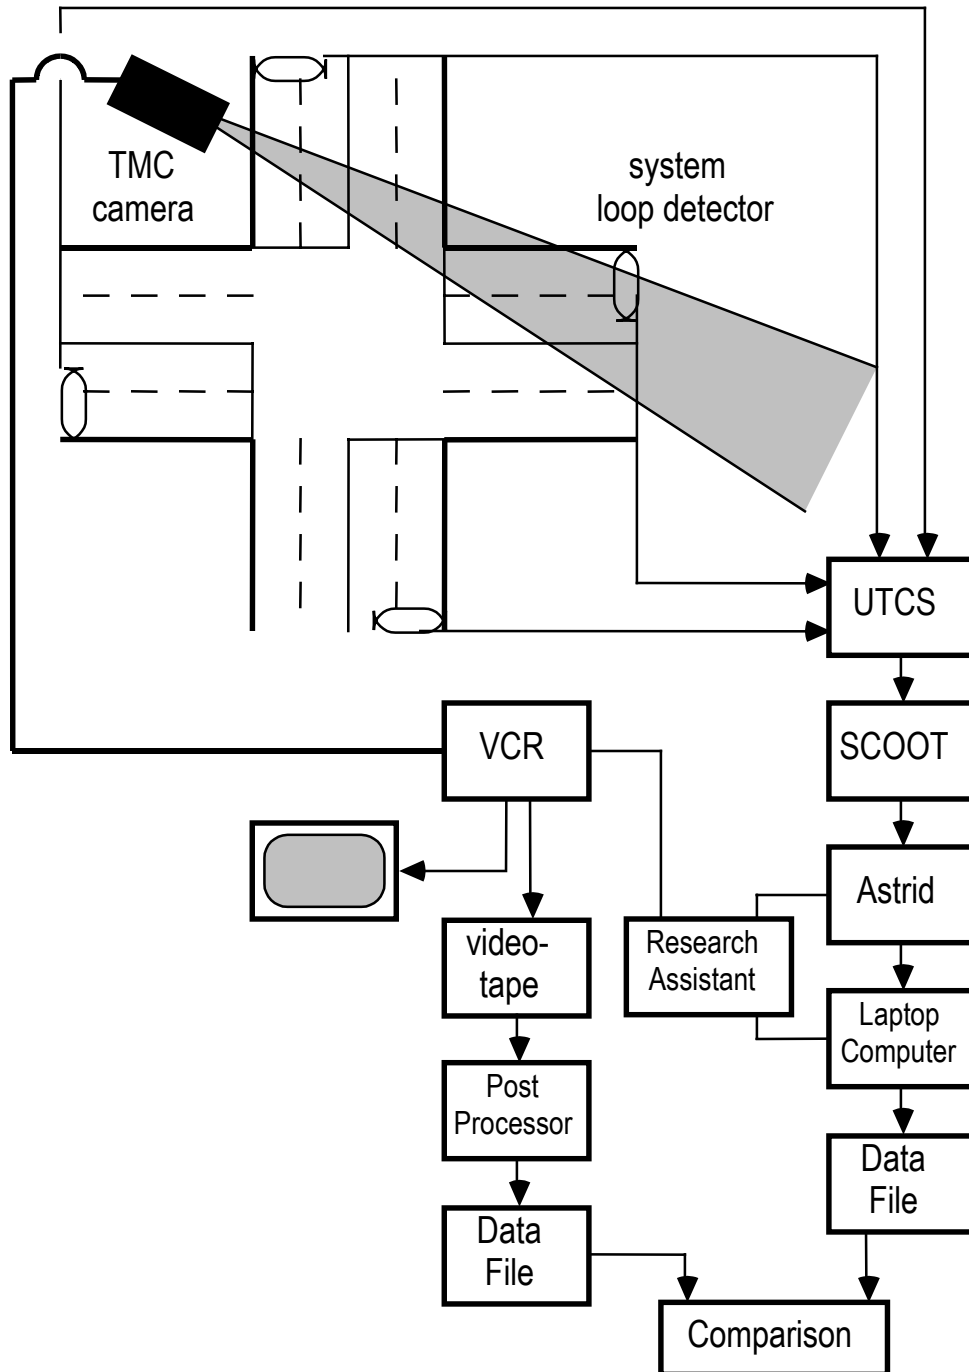 TMC
camera
system
loop detector
UTCS
VCR
SCOOT
Astrid
video-
tape
Research
Assistant
Laptop
Computer
Post
Processor
Data
File
Data
File
Comparison